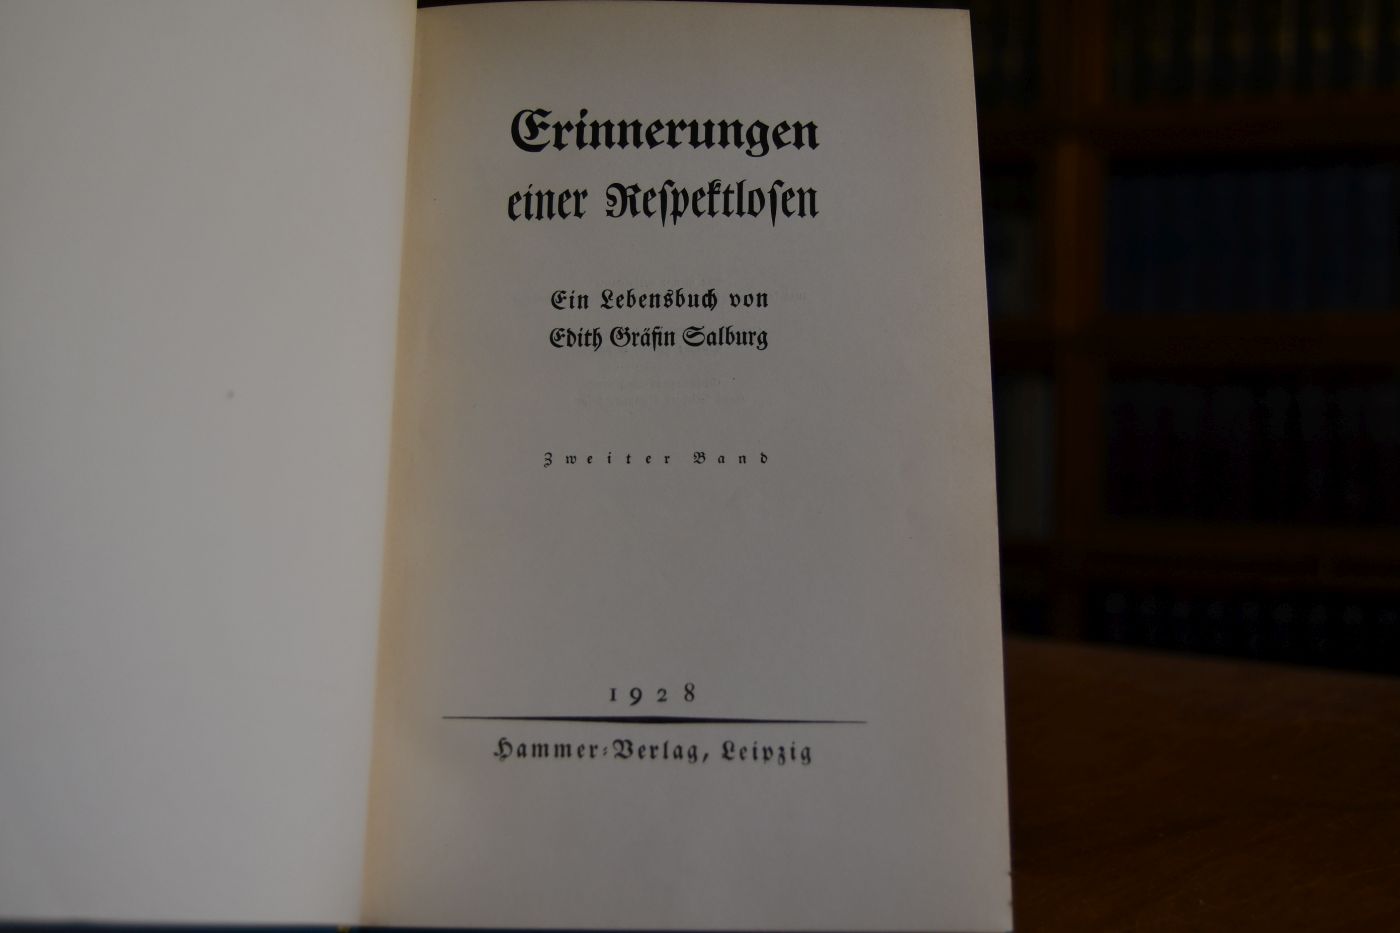 Erinnerungen
einer Reſpektloſen
Ein Lebensbuch von
Edith Gräfin Salburg
Zweiter Band
1928
Hammer-Verlag, Leipzig